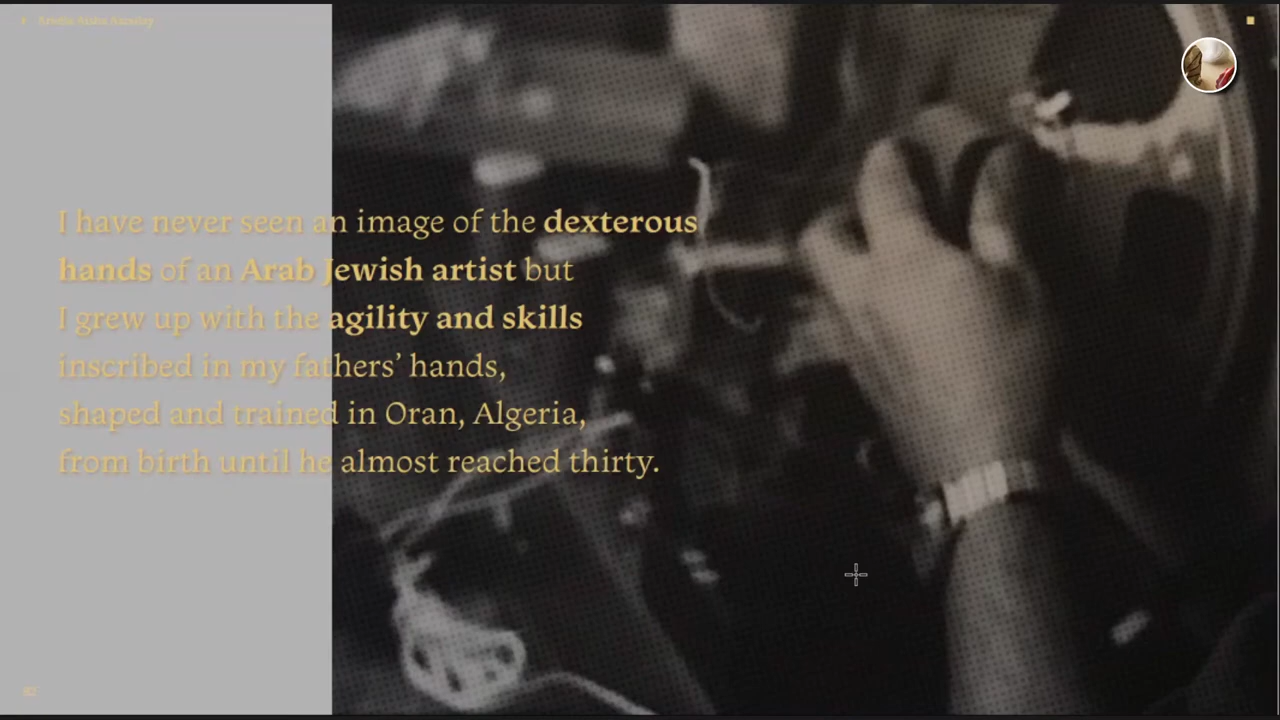 I have never seen an image of the dexterous
hands of an Arab Jewish artist but
I grew up with the agility and skills
inscribed in my fathers’ hands,
shaped and trained in Oran, Algeria,
from birth until he almost reached thirty.